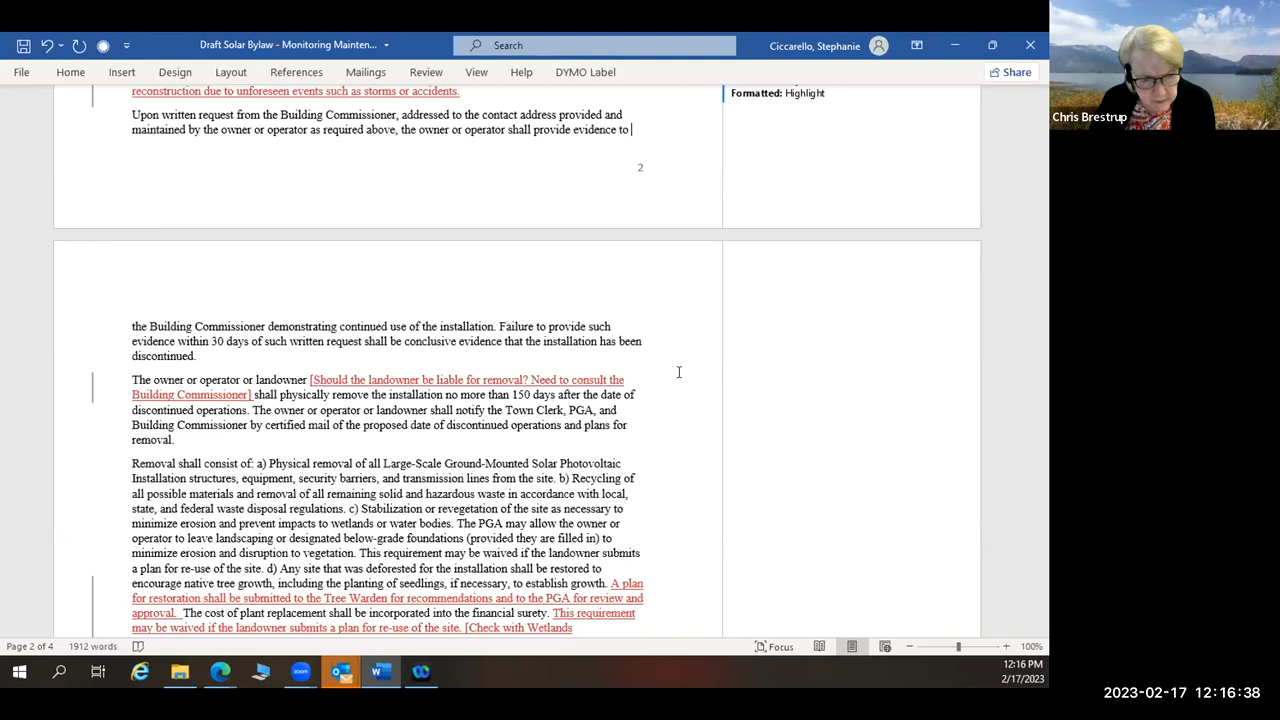 Draft Solar Bylaw - Monitoring Mainten...
Search
Ciccarello, Stephanie
File
Home
Insert
Design
Layout
References
Mailings
Review
View
Help
DYMO Label
Share
Chris Brestrup
reconstruction due to unforeseen events such as storms or accidents.
Formatted: Highlight
Upon written request from the Building Commissioner, addressed to the contact address provided and
maintained by the owner or operator as required above, the owner or operator shall provide evidence to
2
the Building Commissioner demonstrating continued use of the installation. Failure to provide such
evidence within 30 days of such written request shall be conclusive evidence that the installation has been
discontinued.
The owner or operator or landowner [Should the landowner be liable for removal? Need to consult the
Building Commissioner] shall physically remove the installation no more than 150 days after the date of
discontinued operations. The owner or operator or landowner shall notify the Town Clerk, PGA, and
Building Commissioner by certified mail of the proposed date of discontinued operations and plans for
removal.
Removal shall consist of: a) Physical removal of all Large-Scale Ground-Mounted Solar Photovoltaic
Installation structures, equipment, security barriers, and transmission lines from the site. b) Recycling of
all possible materials and removal of all remaining solid and hazardous waste in accordance with local,
state, and federal waste disposal regulations. c) Stabilization or revegetation of the site as necessary to
minimize erosion and prevent impacts to wetlands or water bodies. The PGA may allow the owner or
operator to leave landscaping or designated below-grade foundations (provided they are filled in) to
minimize erosion and disruption to vegetation. This requirement may be waived if the landowner submits
a plan for re-use of the site. d) Any site that was deforested for the installation shall be restored to
encourage native tree growth, including the planting of seedlings, if necessary, to establish growth. A plan
for restoration shall be submitted to the Tree Warden for recommendations and to the PGA for review and
approval. The cost of plant replacement shall be incorporated into the financial surety. This requirement
may be waived if the landowner submits a plan for re-use of the site. [Check with Wetlands
Page 2 of 4
1912 words
Focus
100%
zoom
12:16 PM
2/17/2023
2023-02-17 12:16:38